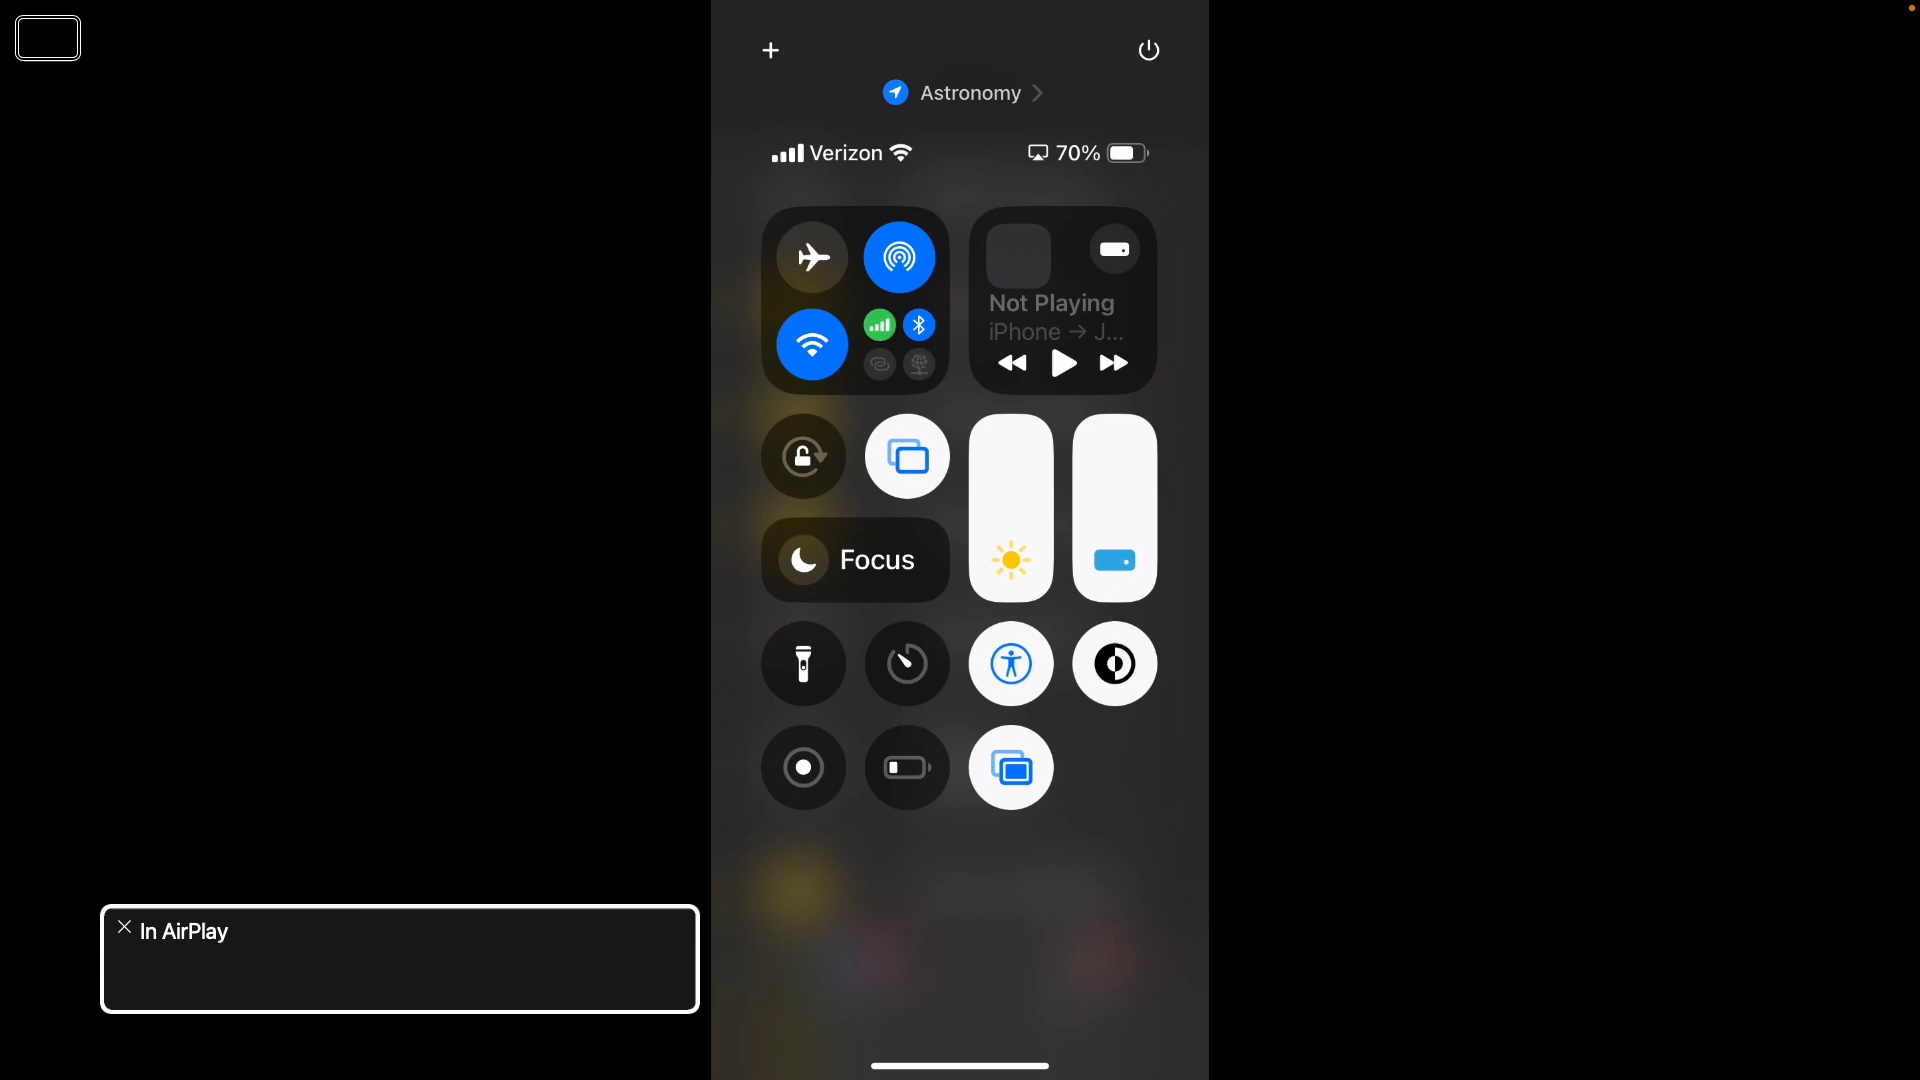 Astronomy
Verizon 70%
Not Playing
iPhone → J...
Focus
In AirPlay